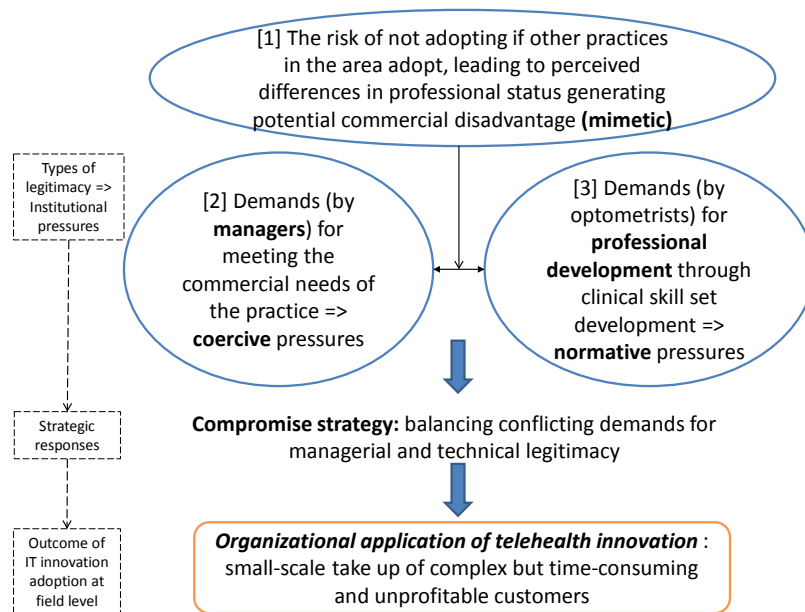 [1] The risk of not adopting if other practices
in the area adopt, leading to perceived
differences in professional status generating
potential commercial disadvantage (mimetic)
Types of
legitimacy =>
Institutional
pressures
[2] Demands (by
managers) for
meeting the
commercial needs
of the practice =>
coercive pressures
[3] Demands (by
optometrists) for
professional
development through
clinical skill set
development =>
normative pressures
Strategic
responses
Compromise strategy: balancing conflicting demands for
managerial and technical legitimacy
Outcome of
IT innovation
adoption at
field level
Organizational application of telehealth innovation :
small-scale take up of complex but time-consuming
and unprofitable customers